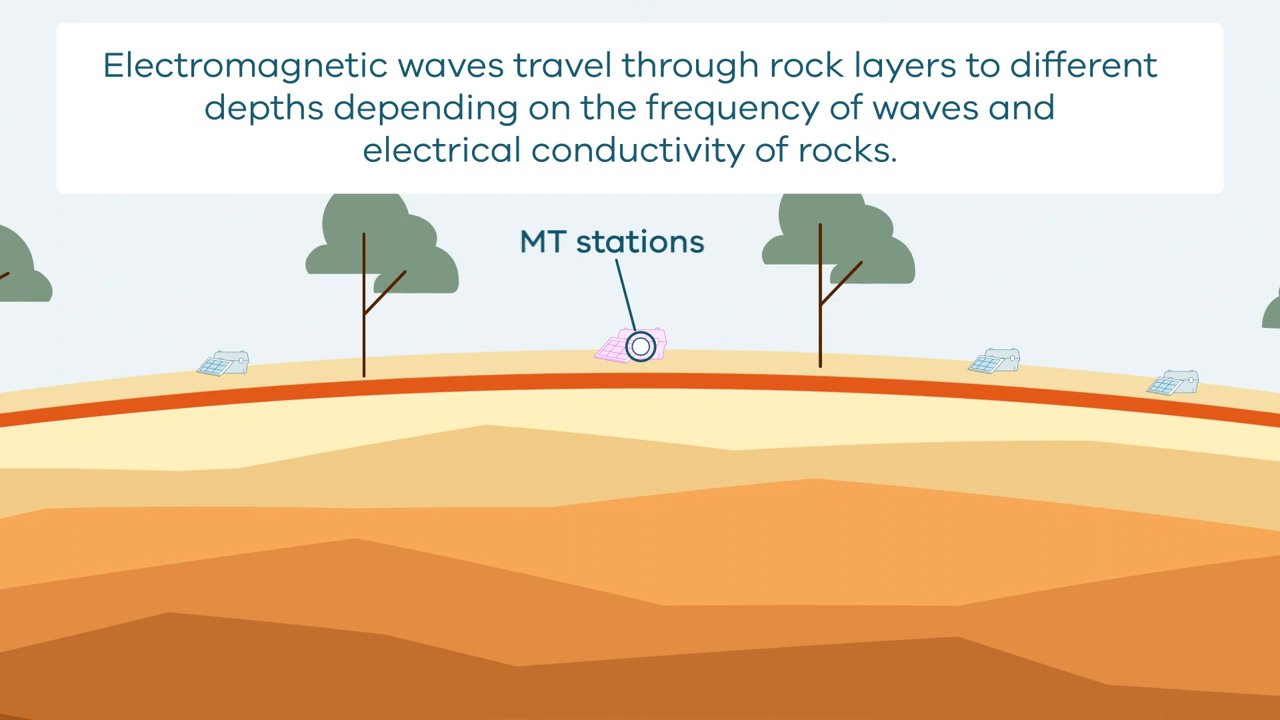 Electromagnetic waves travel through rock layers to different
depths depending on the frequency of waves and
electrical conductivity of rocks.
MT stations